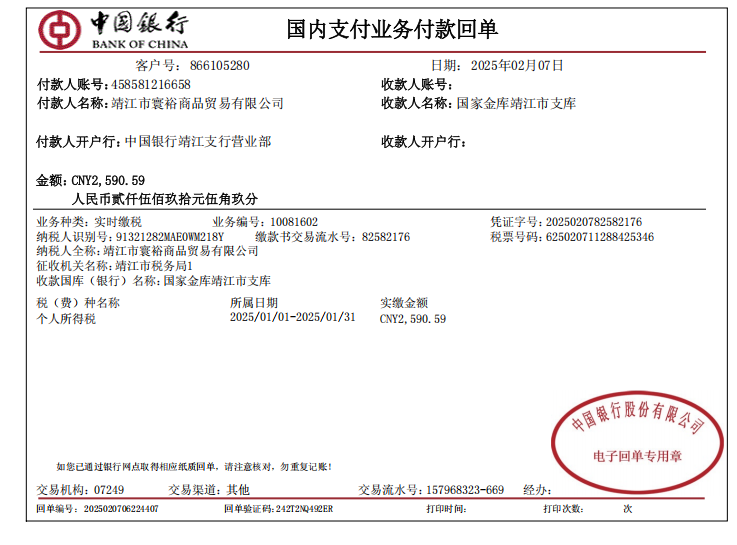 中国银行
BANK OF CHINA
国内支付业务付款回单
客户号：866105280 日期：2025年02月07日
付款人账号：458581216658 收款人账号：
付款人名称：靖江市寰裕商品贸易有限公司 收款人名称：国家金库靖江市支库
付款人开户行：中国银行靖江支行营业部 收款人开户行：
金额：CNY2,590.59
人民币贰仟伍佰玖拾元伍角玖分
业务种类：实时缴税 业务编号：10081602 凭证字号：2025020782582176
纳税人识别号：91321282MAE0WM218Y 缴款书交易流水号：82582176 税票号码：625020711288425346
纳税人全称：靖江市寰裕商品贸易有限公司
征收机关名称：靖江市税务局1
收款国库（银行）名称：国家金库靖江市支库
税（费）种名称 所属日期 实缴金额
个人所得税 2025/01/01-2025/01/31 CNY2,590.59
中国银行股份有限公司
电子回单专用章
如您已通过银行网点取得相应纸质回单，请注意核对，勿重复记账！
交易机构：07249 交易渠道：其他 交易流水号：157968323-669 经办：
回单编号：2025020706224407 回单验证码：242T2NQ492ER 打印时间： 打印次数： 次